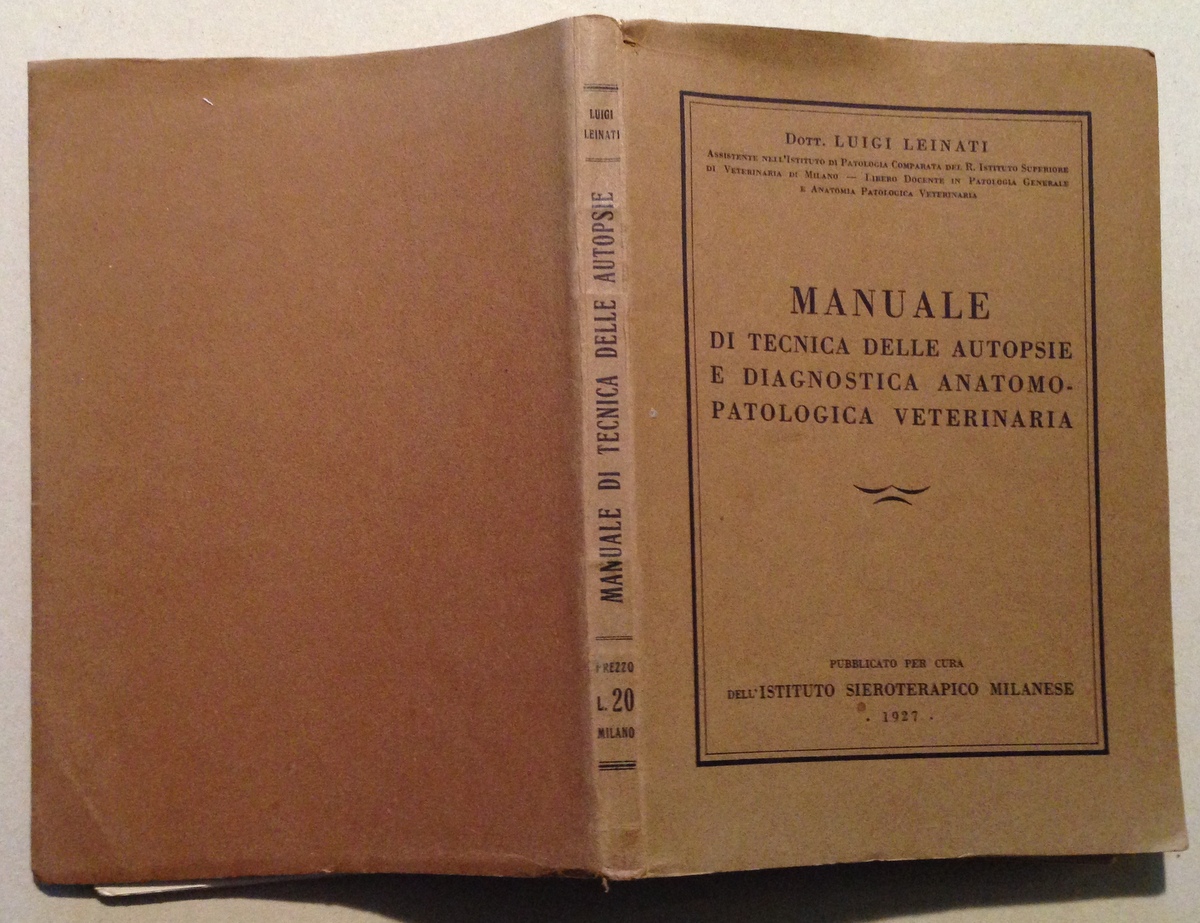 LUIGI
LEINATI
MANUALE DI TECNICA DELLE AUTOPSIE
PREZZO
L. 20
MILANO
Dott. LUIGI LEINATI
Assistente nell'Istituto di Patologia Comparata del R. Istituto Superiore
di Veterinaria di Milano — Libero Docente in Patologia Generale
e Anatomia Patologica Veterinaria
MANUALE
DI TECNICA DELLE AUTOPSIE
E DIAGNOSTICA ANATOMO-
PATOLOGICA VETERINARIA
PUBBLICATO PER CURA
DELL'ISTITUTO SIEROTERAPICO MILANESE
· 1927 ·